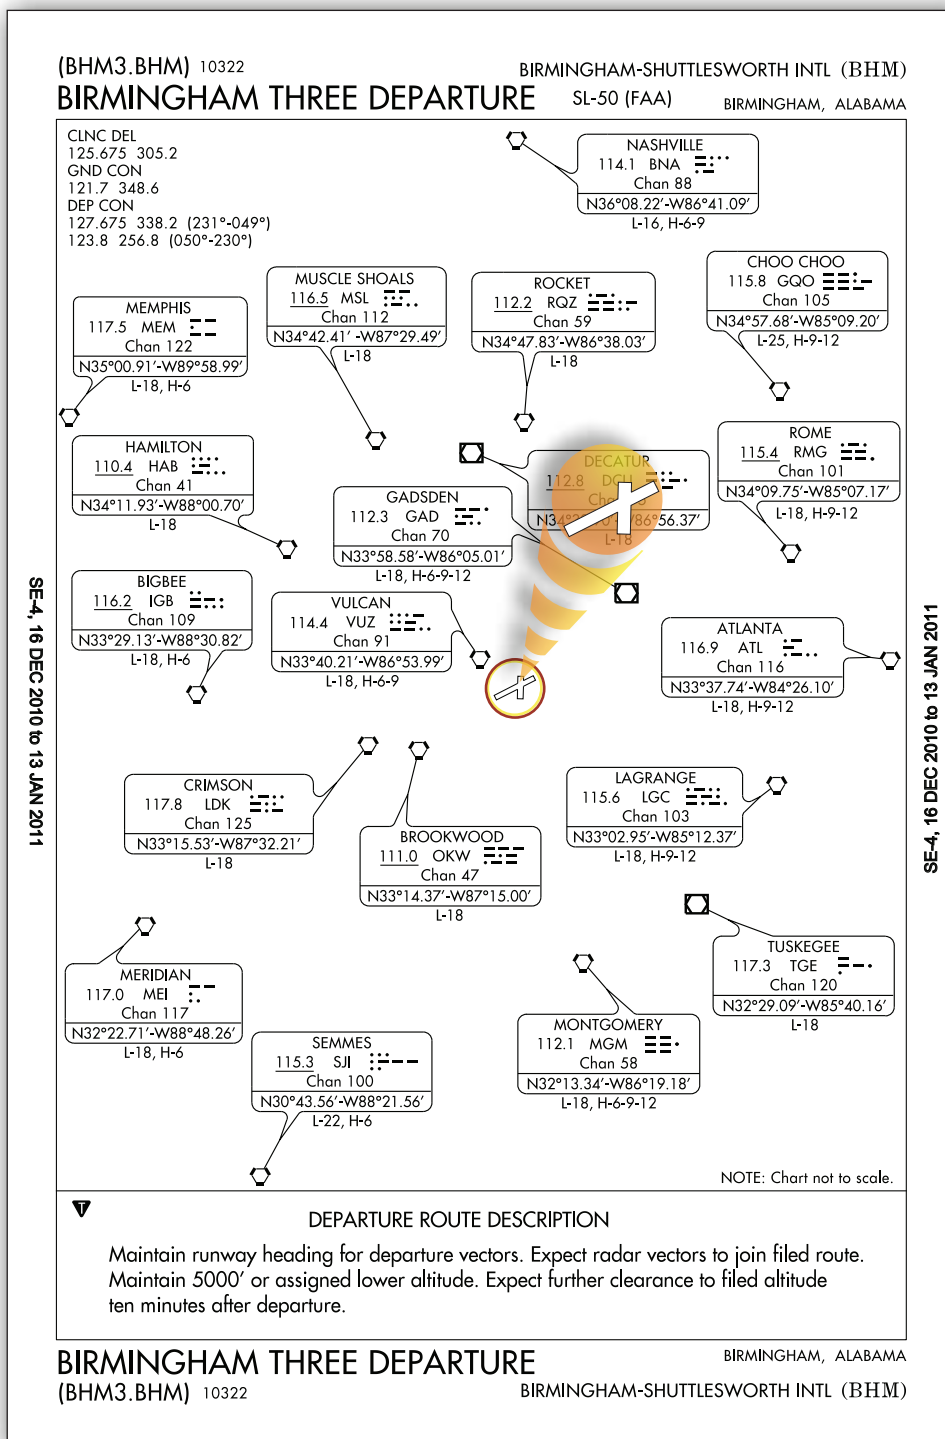 (BHM3.BHM) 10322
BIRMINGHAM-SHUTTLESWORTH INTL (BHM)
BIRMINGHAM THREE DEPARTURE
SL-50 (FAA)
BIRMINGHAM, ALABAMA
CLNC DEL
125.675 305.2
GND CON
121.7 348.6
DEP CON
127.675 338.2 (231°-049°)
123.8 256.8 (050°-230°)
NASHVILLE
114.1 BNA
Chan 88
N36°08.22'-W86°41.09'
L-16, H-6-9
CHOO CHOO
115.8 GQO
Chan 105
N34°57.68'-W85°09.20'
L-25, H-9-12
MUSCLE SHOALS
116.5 MSL
Chan 112
N34°42.41'-W87°29.49'
L-18
ROCKET
112.2 RQZ
Chan 59
N34°47.83'-W86°38.03'
L-18
MEMPHIS
117.5 MEM
Chan 122
N35°00.91'-W89°58.99'
L-18, H-6
HAMILTON
110.4 HAB
Chan 41
N34°11.93'-W88°00.70'
L-18
DECATUR
112.8 DCU
W86°56.37'
L-18
ROME
115.4 RMG
Chan 101
N34°09.75'-W85°07.17'
L-18, H-9-12
GADSDEN
112.3 GAD
Chan 70
N33°58.58'-W86°05.01'
L-18, H-6-9-12
BIGBEE
116.2 IGB
Chan 109
N33°29.13'-W88°30.82'
L-18, H-6
VULCAN
114.4 VUZ
Chan 91
N33°40.21'-W86°53.99'
L-18, H-6-9
ATLANTA
116.9 ATL
Chan 116
N33°37.74'-W84°26.10'
L-18, H-9-12
CRIMSON
117.8 LDK
Chan 125
N33°15.53'-W87°32.21'
L-18
BROOKWOOD
111.0 OKW
Chan 47
N33°14.37'-W87°15.00'
L-18
LAGRANGE
115.6 LGC
Chan 103
N33°02.95'-W85°12.37'
L-18, H-9-12
TUSKEGEE
117.3 TGE
Chan 120
N32°29.09'-W85°40.16'
L-18
MERIDIAN
117.0 MEI
Chan 117
N32°22.71'-W88°48.26'
L-18, H-6
MONTGOMERY
112.1 MGM
Chan 58
N32°13.34'-W86°19.18'
L-18, H-6-9-12
SEMMES
115.3 SJI
Chan 100
N30°43.56'-W88°21.56'
L-22, H-6
NOTE: Chart not to scale.
SE-4, 16 DEC 2010 to 13 JAN 2011
SE-4, 16 DEC 2010 to 13 JAN 2011
T
DEPARTURE ROUTE DESCRIPTION
Maintain runway heading for departure vectors. Expect radar vectors to join filed route.
Maintain 5000' or assigned lower altitude. Expect further clearance to filed altitude
ten minutes after departure.
BIRMINGHAM THREE DEPARTURE
BIRMINGHAM, ALABAMA
(BHM3.BHM) 10322
BIRMINGHAM-SHUTTLESWORTH INTL (BHM)